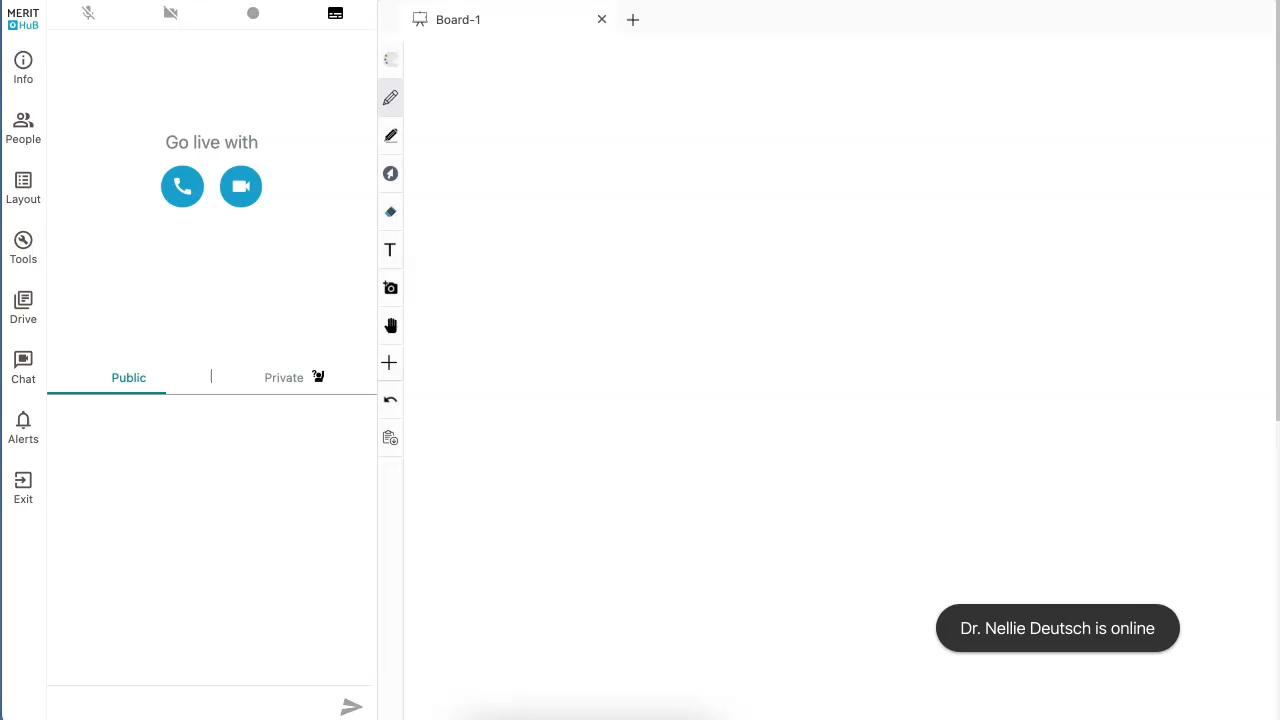 MERIT
HuB
Info
People
Layout
Tools
Drive
Chat
Alerts
Exit
Go live with
Public
Private
Board-1
T
Dr. Nellie Deutsch is online